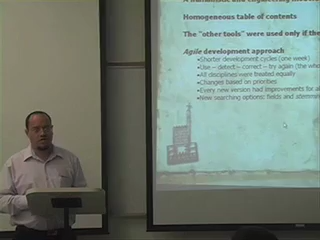 Homogeneous table of contents
The "other tools" were used only if the
Agile development approach
•Shorter development cycles (one week)
•Use – detect – correct – try again (the who
•All disciplines were treated equally
•Changes based on priorities
•Every new version had improvements for al
•New searching options: fields and stemmin